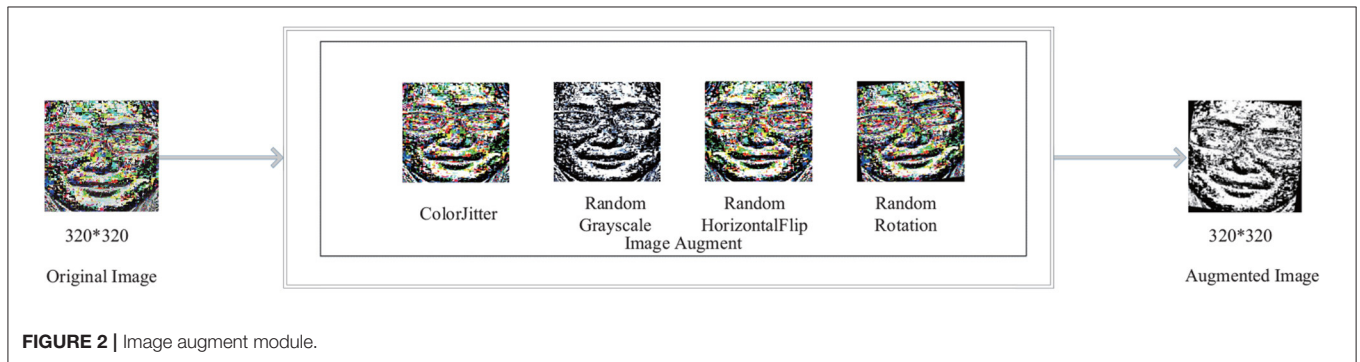 320*320
Original Image
ColorJitter
Random
Grayscale
Random
HorizontalFlip
Random
Rotation
Image Augment
320*320
Augmented Image
FIGURE 2 | Image augment module.